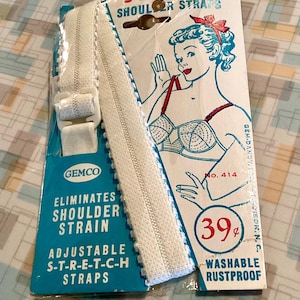 SHOULDER STRAPS
GEMCO
ELIMINATES
SHOULDER
STRAIN
ADJUSTABLE
S-T-R-E-T-C-H
STRAPS
No. 414
39¢
WASHABLE
RUSTPROOF